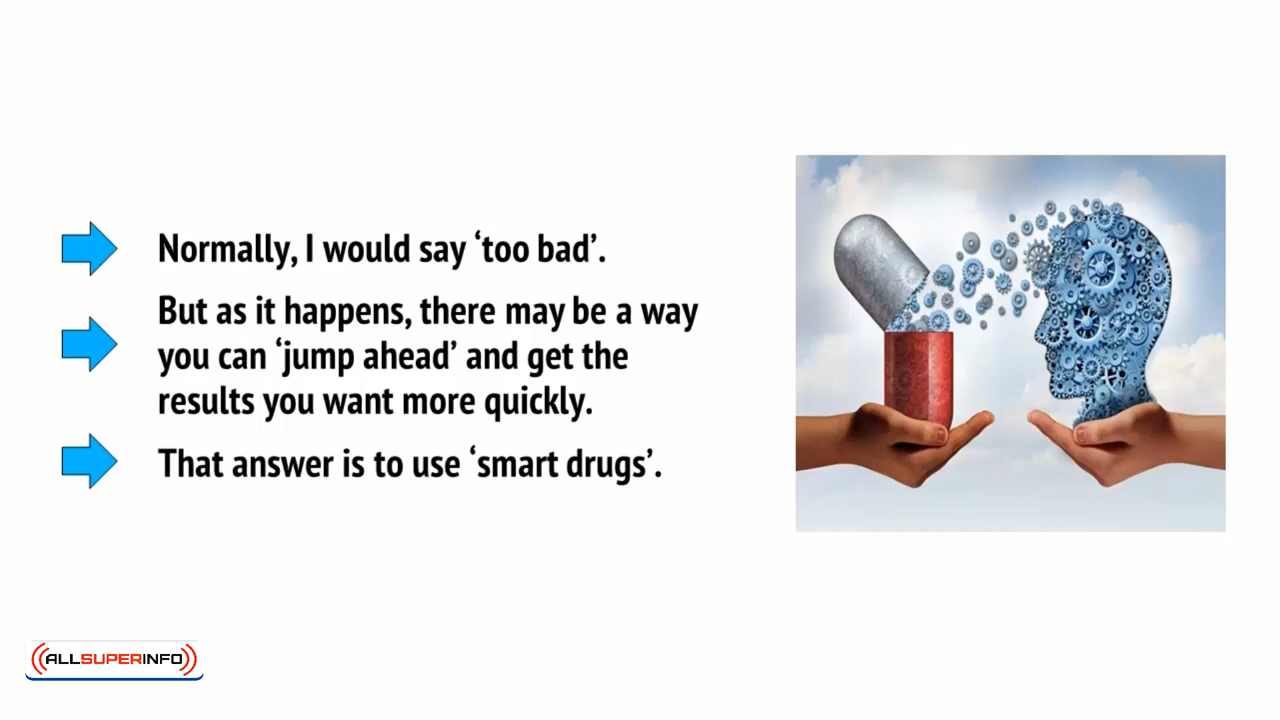 Normally, I would say ‘too bad’.
But as it happens, there may be a way
you can ‘jump ahead’ and get the
results you want more quickly.
That answer is to use ‘smart drugs’.
ALLSUPERINFO